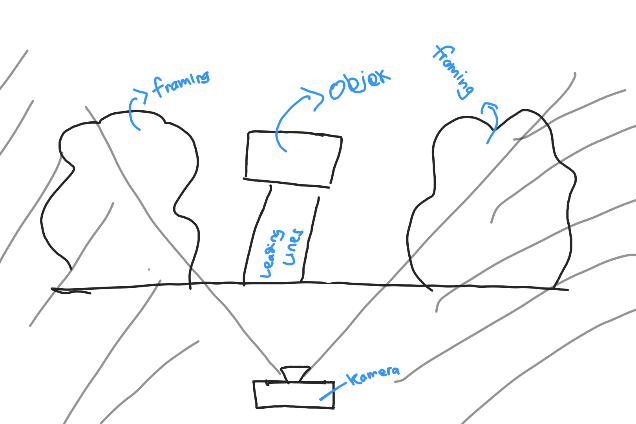 framing
objek
framing
Leading
Lines
Kamera